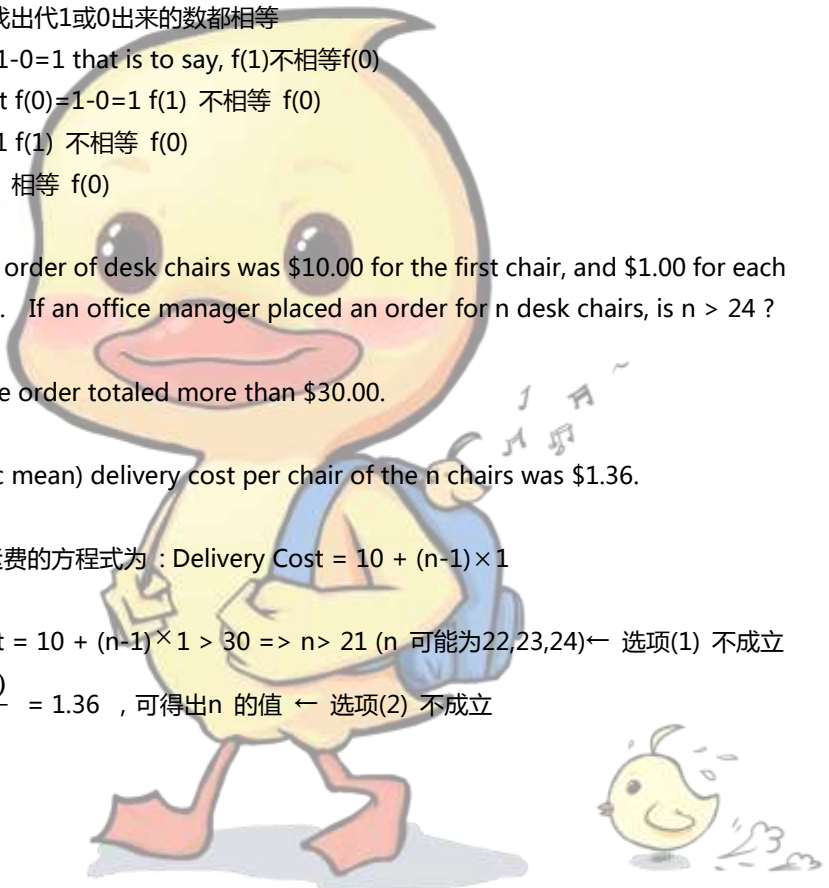 找出代1或0出来的数都相等
1-0=1 that is to say, f(1)不相等f(0)
t f(0)=1-0=1 f(1) 不相等 f(0)
1 f(1) 不相等 f(0)
相等 f(0)
order of desk chairs was $10.00 for the first chair, and $1.00 for each
. If an office manager placed an order for n desk chairs, is n > 24 ?
e order totaled more than $30.00.
c mean) delivery cost per chair of the n chairs was $1.36.
费的方程式为 : Delivery Cost = 10 + (n-1)×1
t = 10 + (n-1)×1 > 30 => n> 21 (n 可能为22,23,24)← 选项(1) 不成立
) = 1.36 , 可得出n 的值 ← 选项(2) 不成立